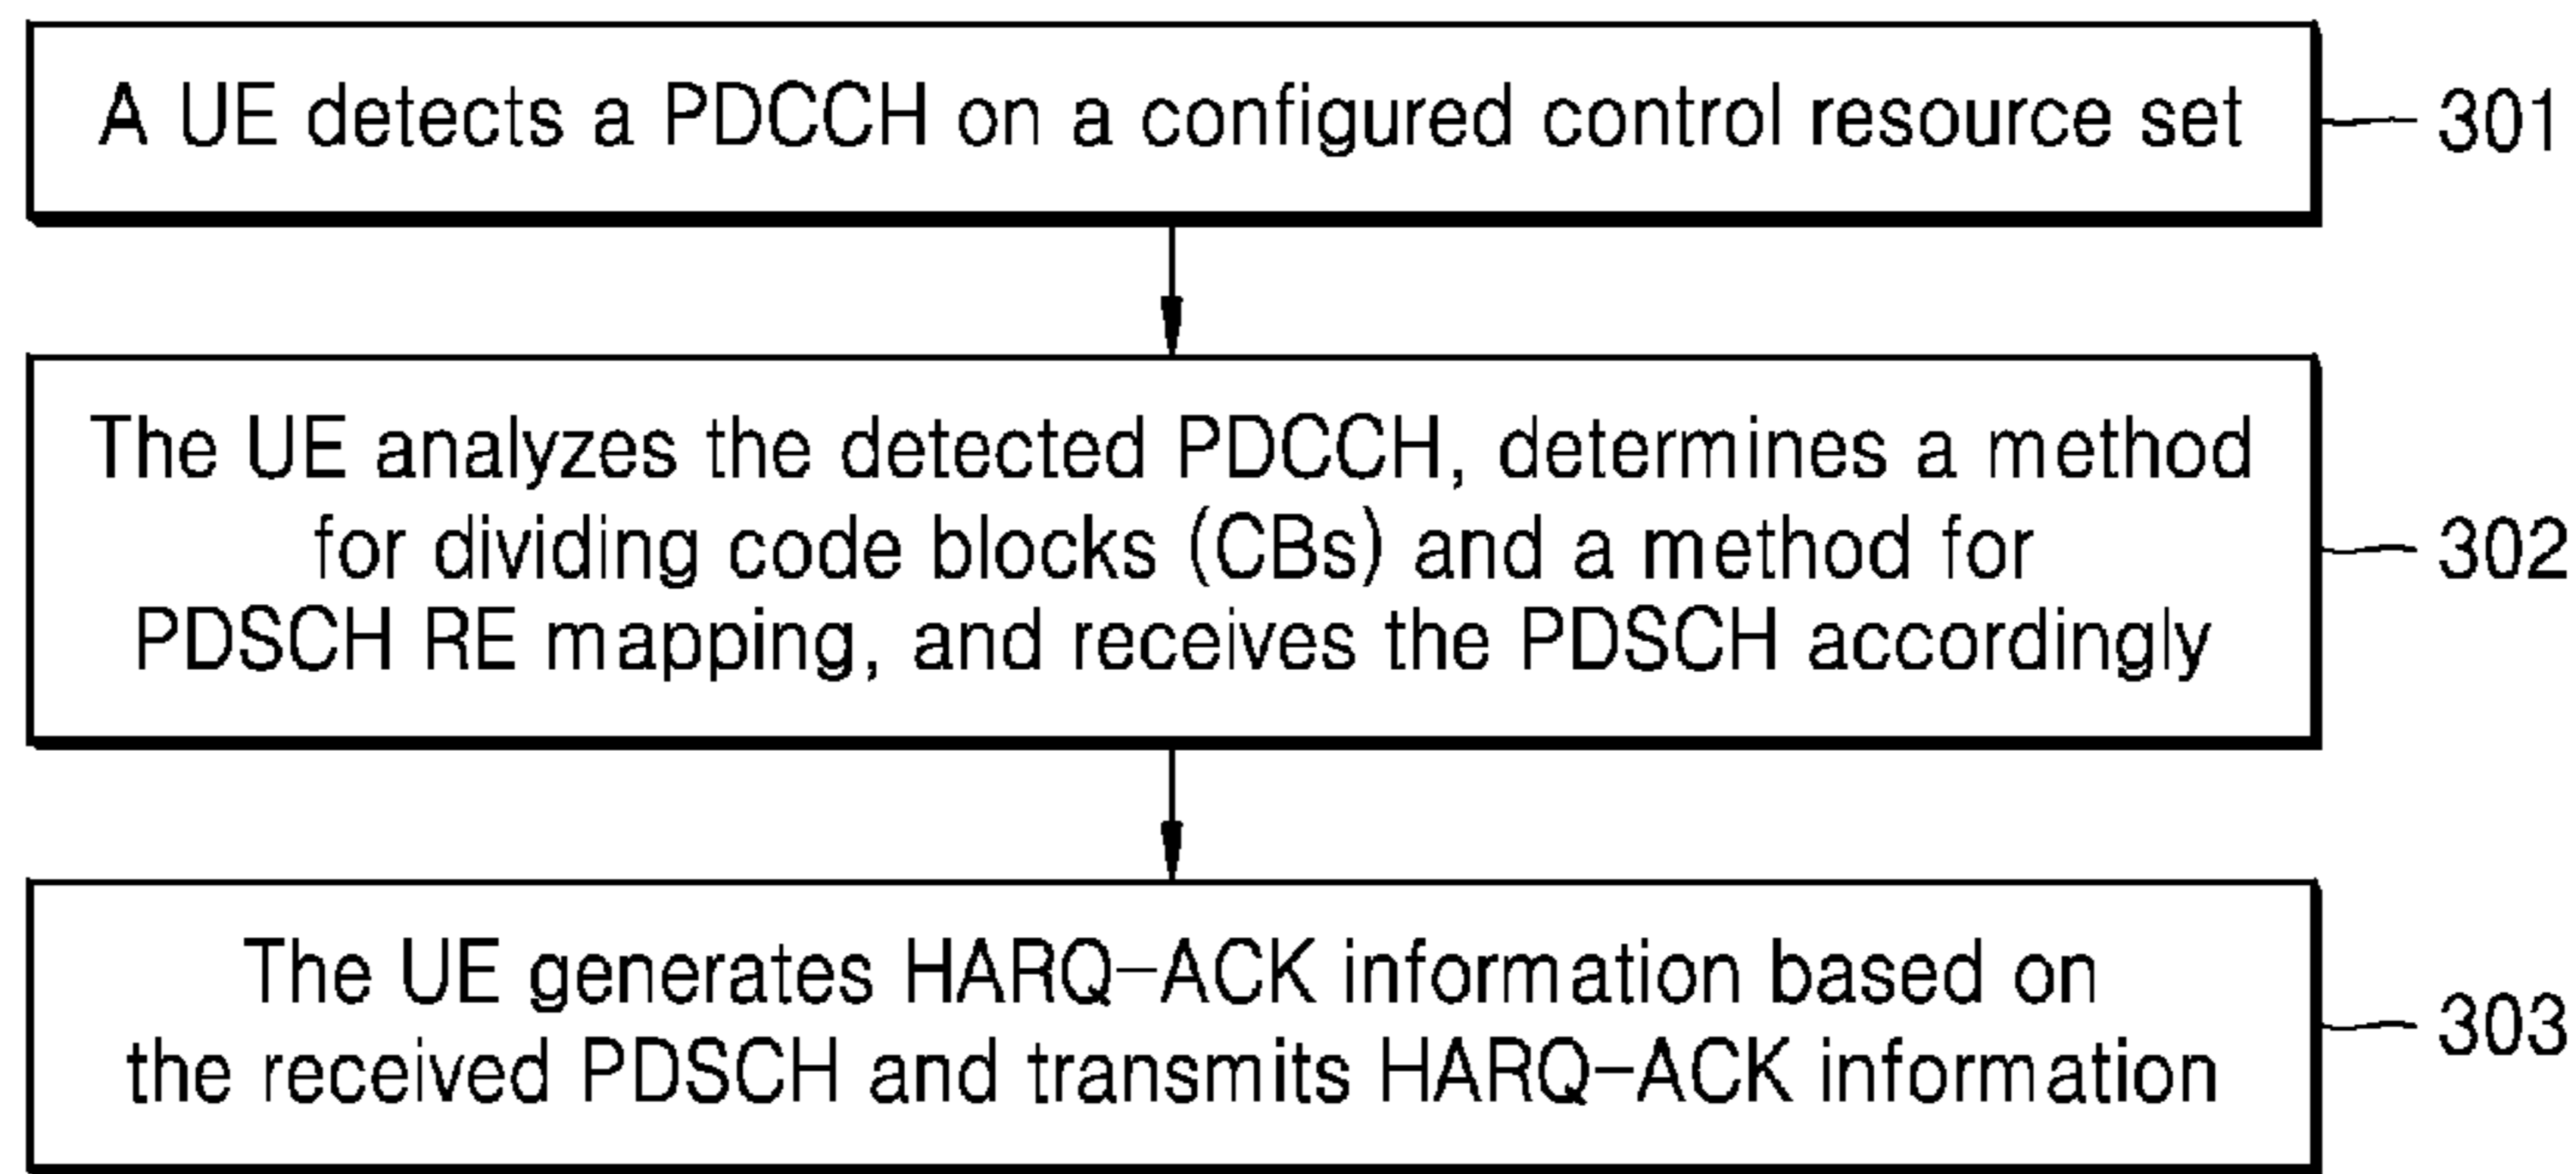 A UE detects a PDCCH on a configured control resource set
301
The UE analyzes the detected PDCCH, determines a method
for dividing code blocks (CBs) and a method for
PDSCH RE mapping, and receives the PDSCH accordingly
302
The UE generates HARQ-ACK information based on
the received PDSCH and transmits HARQ-ACK information
303